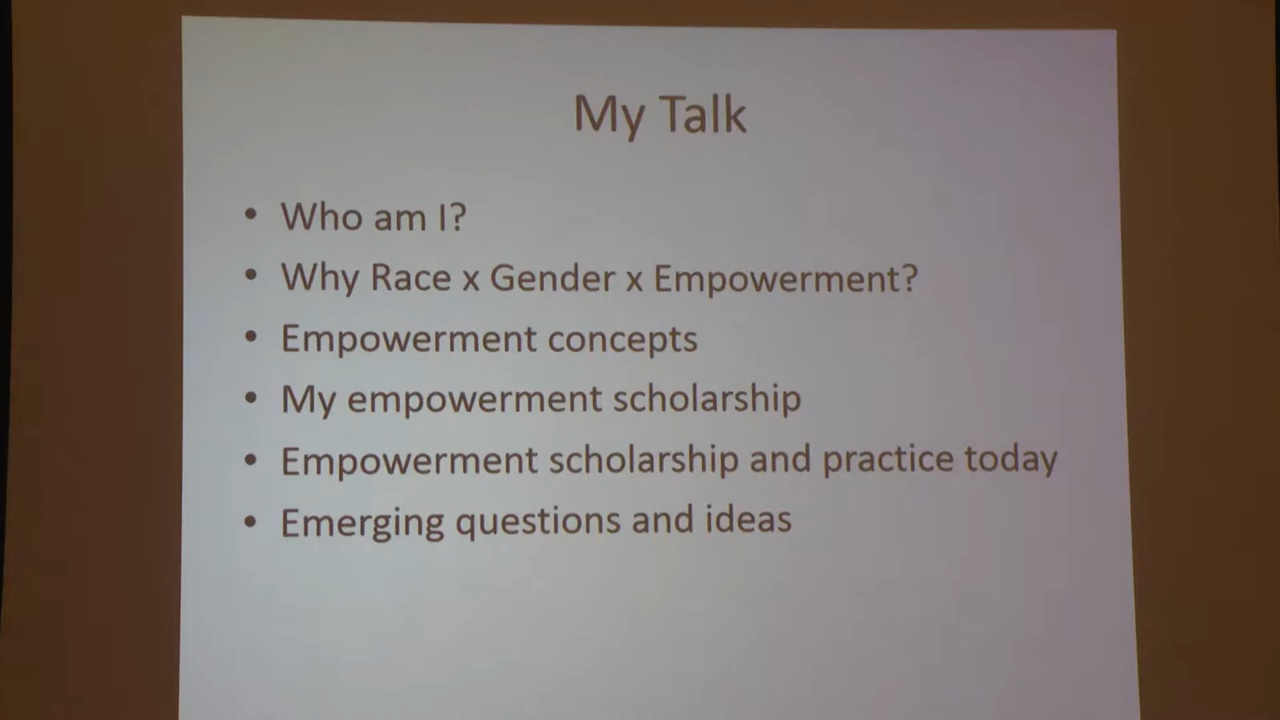 My Talk
• Who am I?
• Why Race x Gender x Empowerment?
• Empowerment concepts
• My empowerment scholarship
• Empowerment scholarship and practice today
• Emerging questions and ideas